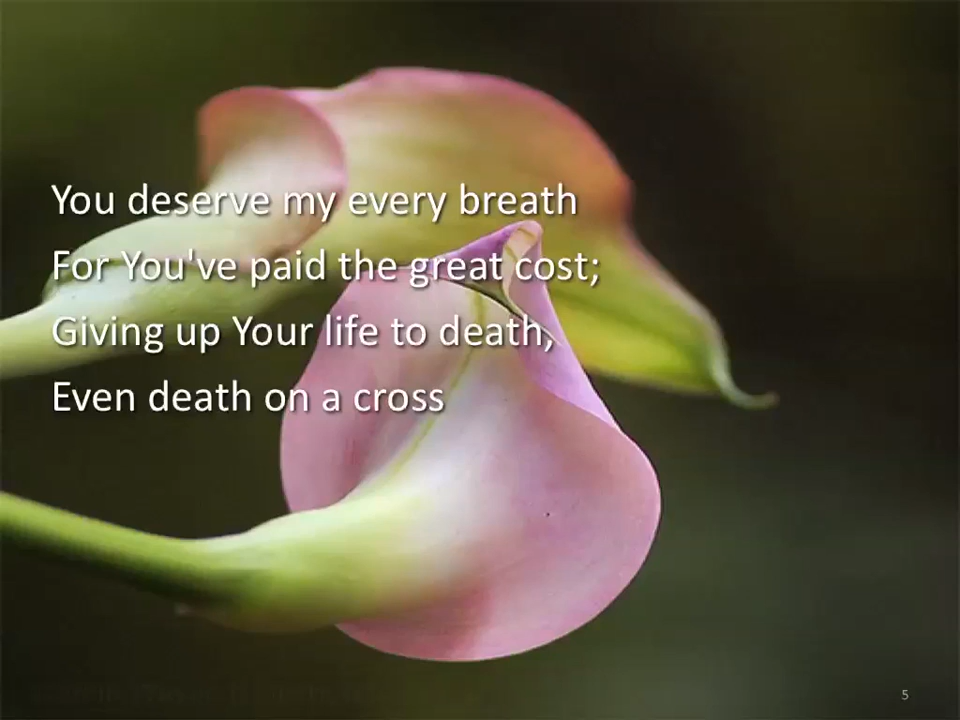 You deserve my every breath
For You've paid the great cost;
Giving up Your life to death,
Even death on a cross
5